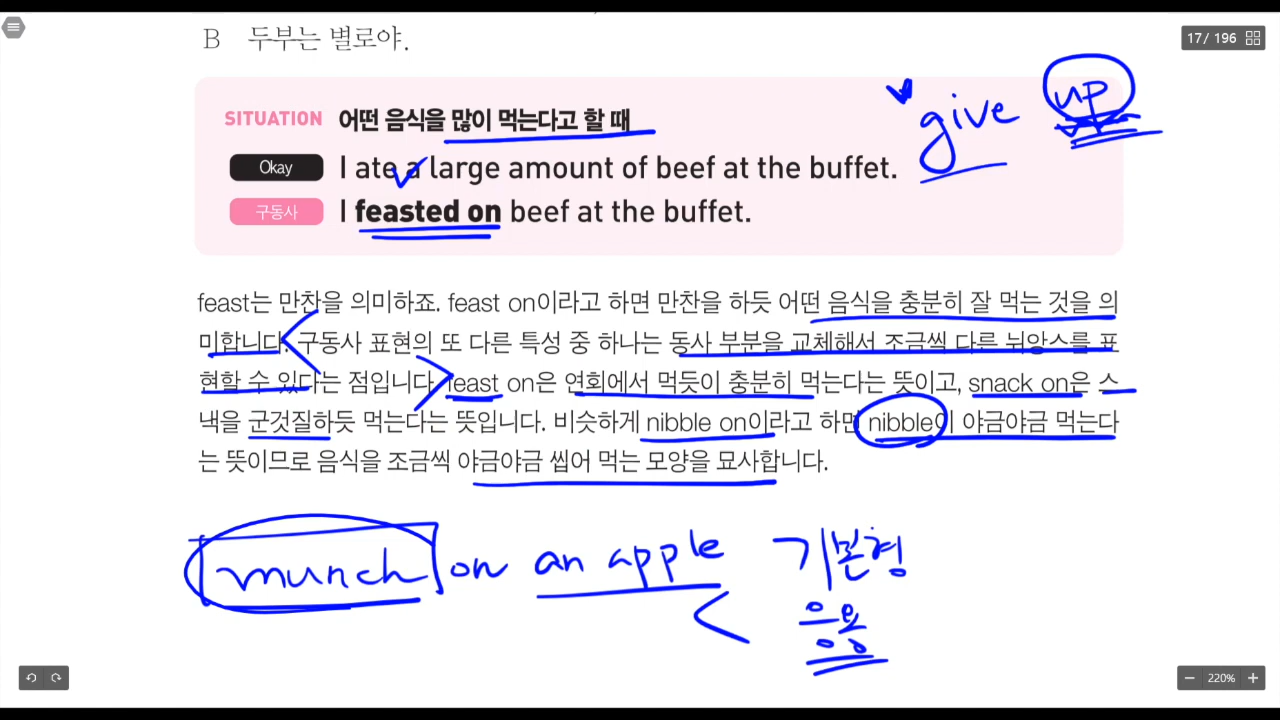 B 두부는 별로야.
17/ 196
give up
SITUATION 어떤 음식을 많이 먹는다고 할 때
Okay I ate a large amount of beef at the buffet.
구동사 I feasted on beef at the buffet.
feast는 만찬을 의미하죠. feast on이라고 하면 만찬을 하듯 어떤 음식을 충분히 잘 먹는 것을 의
미합니다. 구동사 표현의 또 다른 특성 중 하나는 동사 부분을 교체해서 조금씩 다른 뉘앙스를 표
현할 수 있다는 점입니다. feast on은 연회에서 먹듯이 충분히 먹는다는 뜻이고, snack on은 스
낵을 군것질하듯 먹는다는 뜻입니다. 비슷하게 nibble on이라고 하면 nibble이 야금야금 먹는다
는 뜻이므로 음식을 조금씩 야금야금 씹어 먹는 모양을 묘사합니다.
munch on an apple 기본형
응용
220%